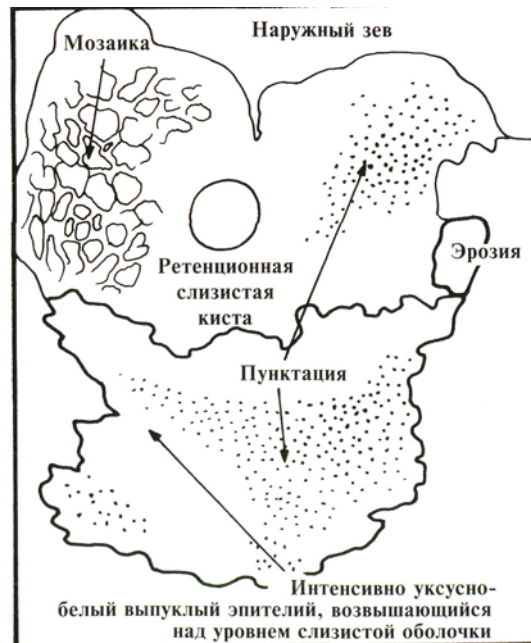 Мозаика
Наружный зев
Эрозия
Ретенционная
слизистая
киста
Пунктация
Интенсивно уксусно-
белый выпуклый эпителий, возвышающийся
над уровнем слизистой оболочки